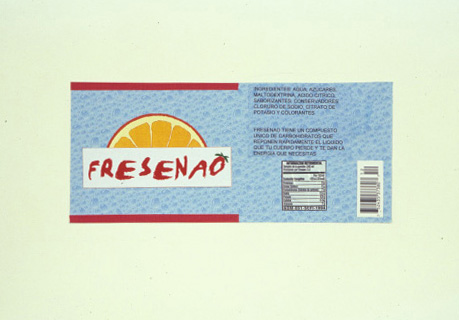 FRESENAO
INGREDIENTES: AGUA, AZUCARES,
MALTODEXTRINA, ACIDO CITRICO,
SABORIZANTES, CONSERVADORES,
CLORURO DE SODIO, CITRATO DE
POTASIO Y COLORANTES.
FRESENAO TIENE UN COMPUESTO
UNICO DE CARBOHIDRATOS QUE
REPONEN RAPIDAMENTE EL LIQUIDO
QUE TU CUERPO PIERDE Y TE DAN LA
ENERGIA QUE NECESITAS.